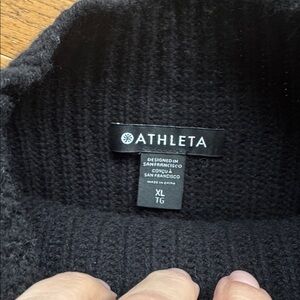 ATHLETA
DESIGNED IN
SAN FRANCISCO
CONÇU À
SAN FRANCISCO
MADE IN CHINA
XL
TG